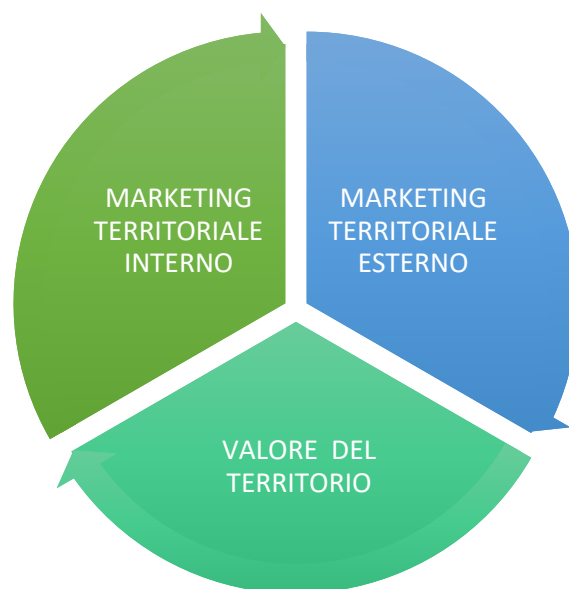 MARKETING
TERRITORIALE
INTERNO
MARKETING
TERRITORIALE
ESTERNO
VALORE DEL
TERRITORIO